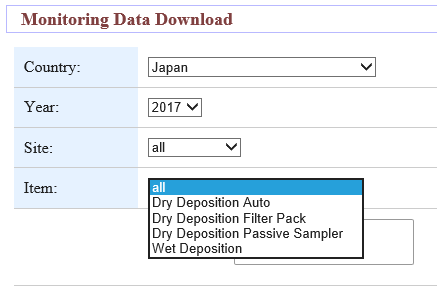 Monitoring Data Download
Country: Japan
Year: 2017
Site: all
Item: all
Dry Deposition Auto
Dry Deposition Filter Pack
Dry Deposition Passive Sampler
Wet Deposition